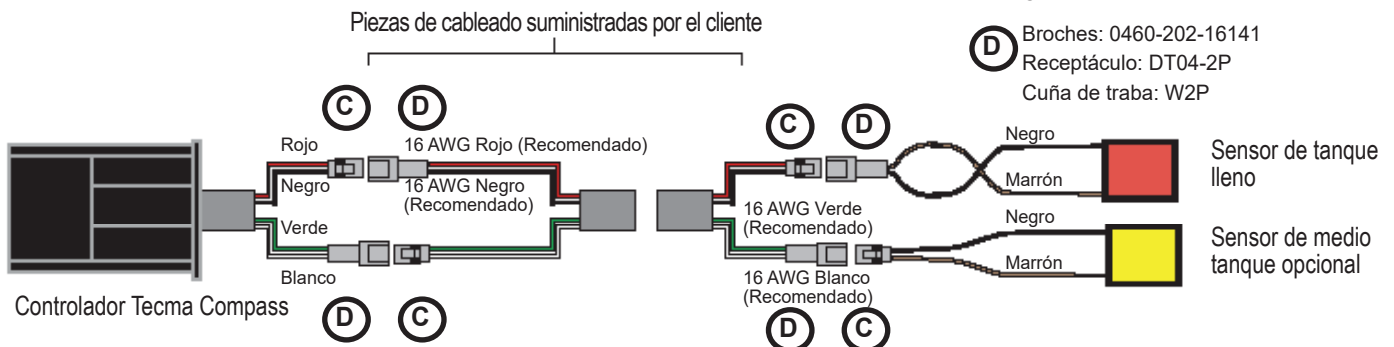 Piezas de cableado suministradas por el cliente
D
Broches: 0460-202-16141
Receptáculo: DT04-2P
Cuña de traba: W2P
C
D
C
D
Rojo
16 AWG Rojo (Recomendado)
Negro
16 AWG Negro
(Recomendado)
Verde
Blanco
16 AWG Verde
(Recomendado)
16 AWG Blanco
(Recomendado)
Negro
Marrón
Sensor de tanque
lleno
Negro
Marrón
Sensor de medio
tanque opcional
Controlador Tecma Compass
D
C
D
C